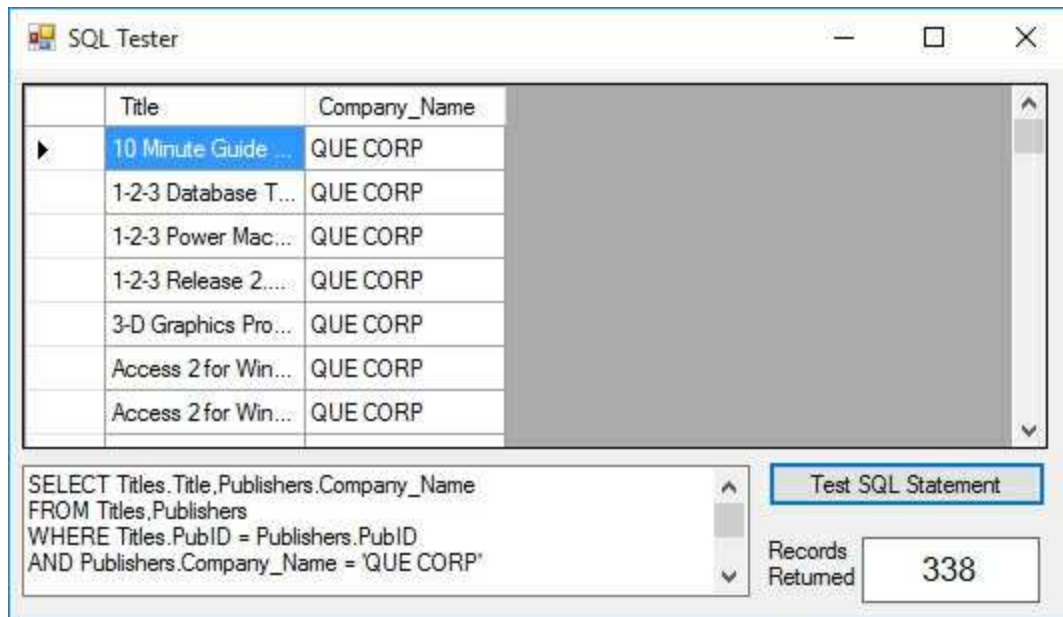 SQL Tester
Title Company_Name
10 Minute Guide ... QUE CORP
1-2-3 Database T... QUE CORP
1-2-3 Power Mac... QUE CORP
1-2-3 Release 2.... QUE CORP
3-D Graphics Pro... QUE CORP
Access 2 for Win... QUE CORP
Access 2 for Win... QUE CORP
SELECT Titles.Title,Publishers.Company_Name
FROM Titles,Publishers
WHERE Titles.PubID = Publishers.PubID
AND Publishers.Company_Name = 'QUE CORP'
Test SQL Statement
Records
Returned
338